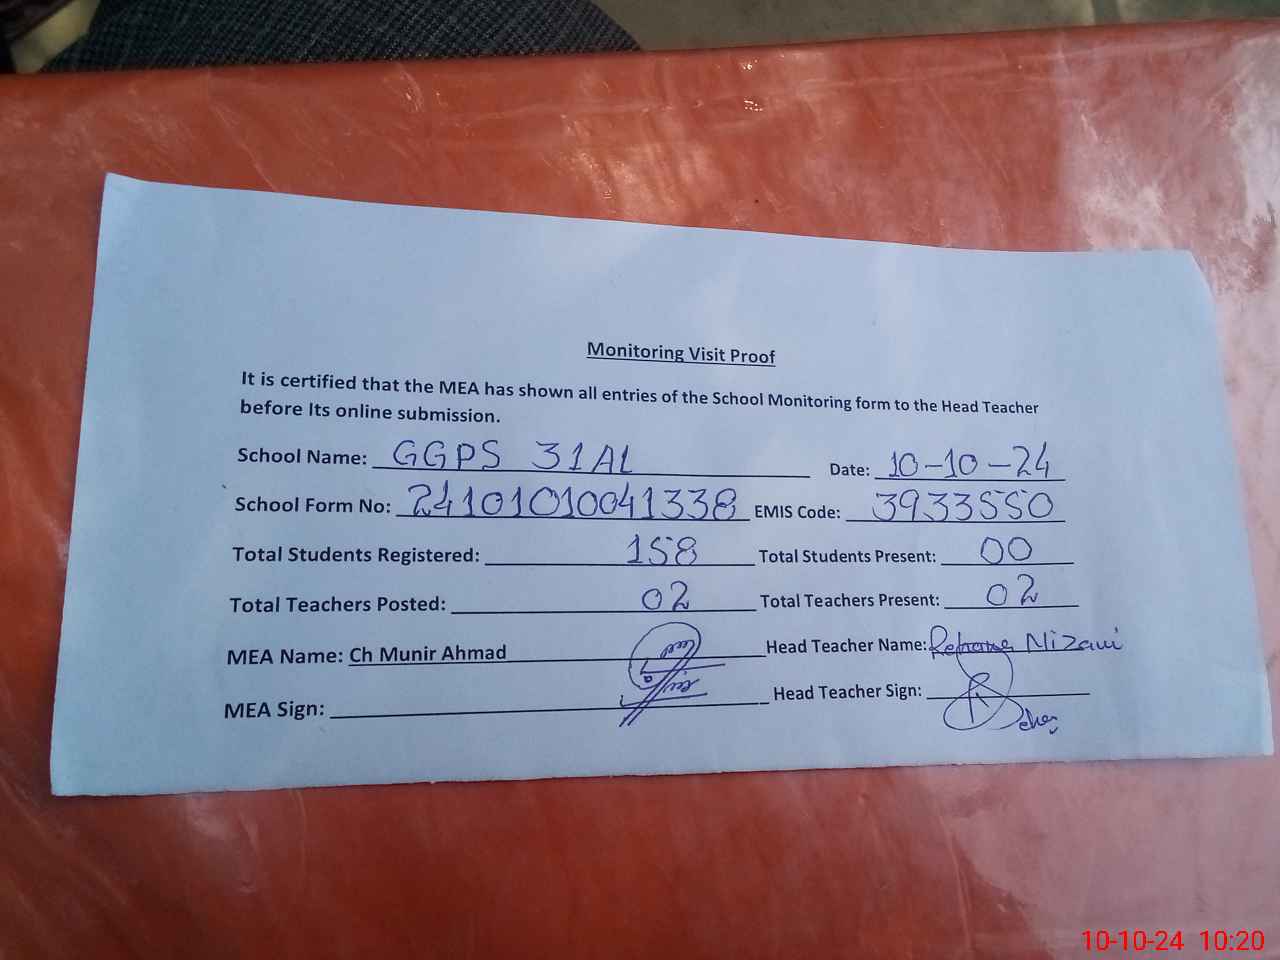 Monitoring Visit Proof
It is certified that the MEA has shown all entries of the School Monitoring form to the Head Teacher
before Its online submission.
School Name: GGPS 31AL Date: 10-10-24
School Form No: 24101010041338 EMIS Code: 3933550
Total Students Registered: 158 Total Students Present: 00
Total Teachers Posted: 02 Total Teachers Present: 02
MEA Name: Ch Munir Ahmad Head Teacher Name: Nizami
MEA Sign: Head Teacher Sign:
10-10-24 10:20